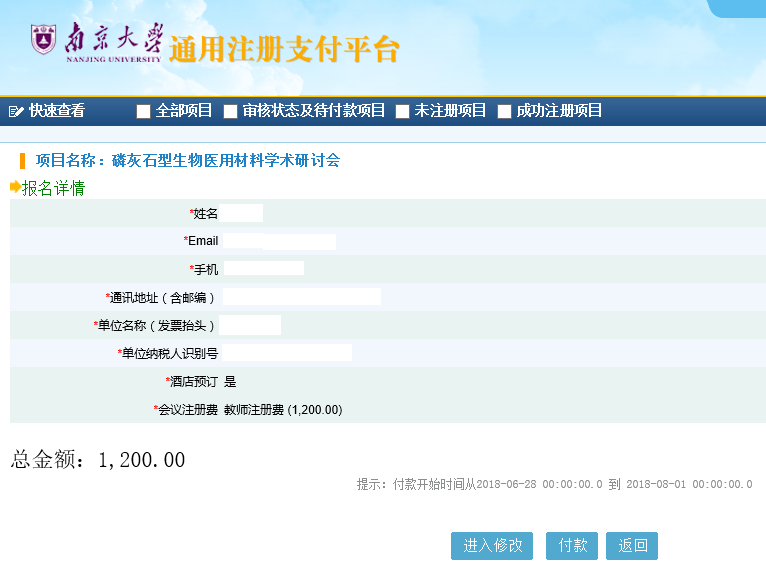 南京大学
NANJING UNIVERSITY
通用注册支付平台
快速查看 全部项目 审核状态及待付款项目 未注册项目 成功注册项目
项目名称：磷灰石型生物医用材料学术研讨会
报名详情
*姓名
*Email
*手机
*通讯地址（含邮编）
*单位名称（发票抬头）
*单位纳税人识别号
*酒店预订 是
*会议注册费 教师注册费 (1,200.00)
总金额：1,200.00
提示：付款开始时间从2018-06-28 00:00:00.0 到 2018-08-01 00:00:00.0
进入修改 付款 返回